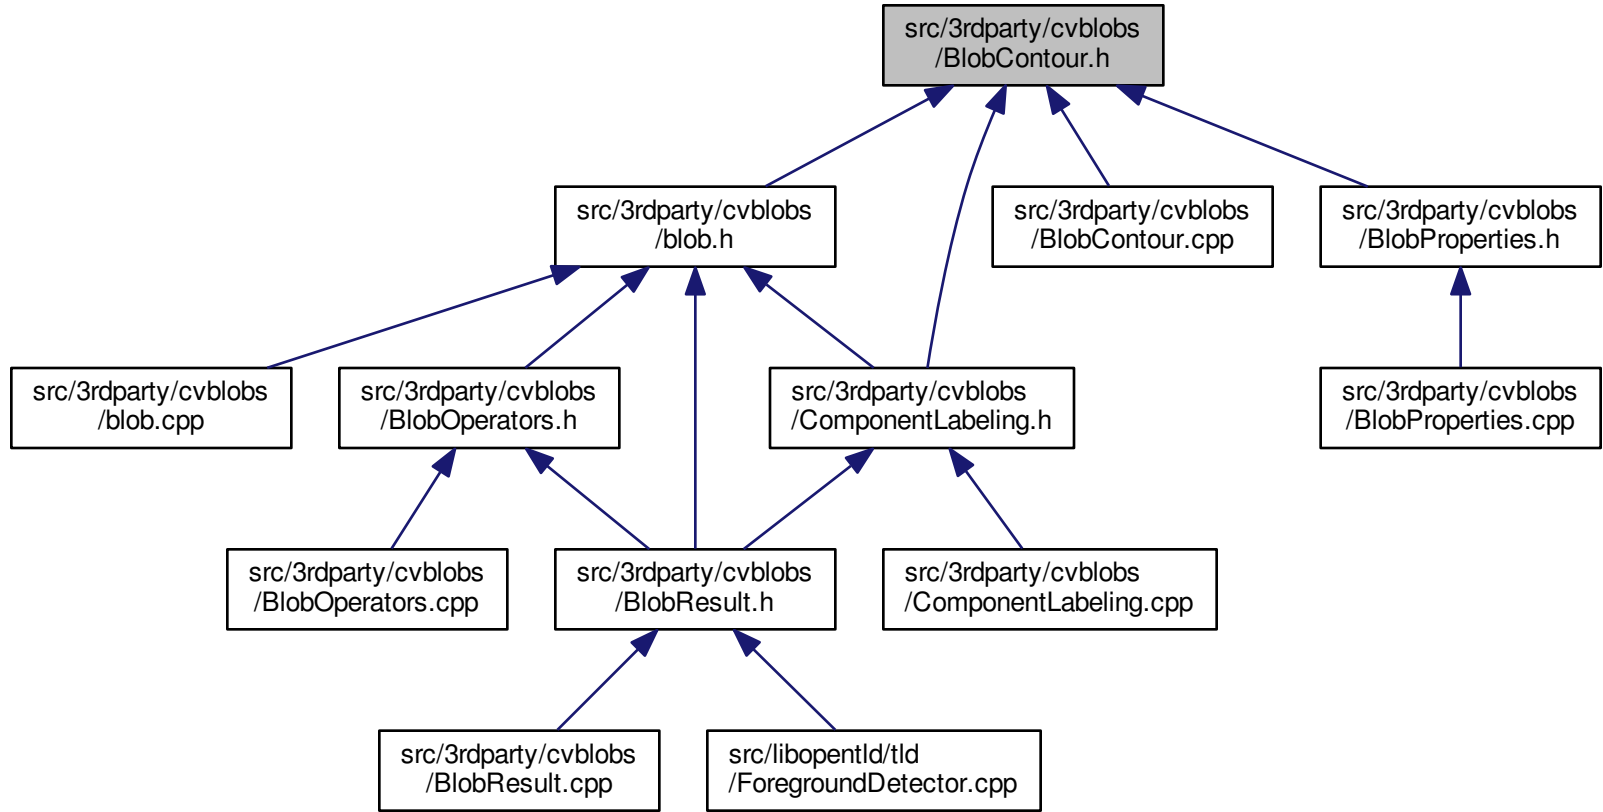 src/3rdparty/cvblobs
/BlobContour.h
src/3rdparty/cvblobs
/blob.h
src/3rdparty/cvblobs
/BlobContour.cpp
src/3rdparty/cvblobs
/BlobProperties.h
src/3rdparty/cvblobs
/blob.cpp
src/3rdparty/cvblobs
/BlobOperators.h
src/3rdparty/cvblobs
/ComponentLabeling.h
src/3rdparty/cvblobs
/BlobProperties.cpp
src/3rdparty/cvblobs
/BlobOperators.cpp
src/3rdparty/cvblobs
/BlobResult.h
src/3rdparty/cvblobs
/ComponentLabeling.cpp
src/3rdparty/cvblobs
/BlobResult.cpp
src/libopentld/tld
/ForegroundDetector.cpp